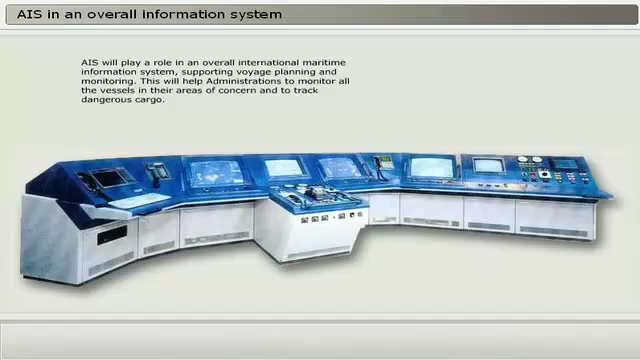 AIS in an overall information system
AIS will play a role in an overall international maritime
information system, supporting voyage planning and
monitoring. This will help Administrations to monitor all
the vessels in their areas of concern and to track
dangerous cargo.